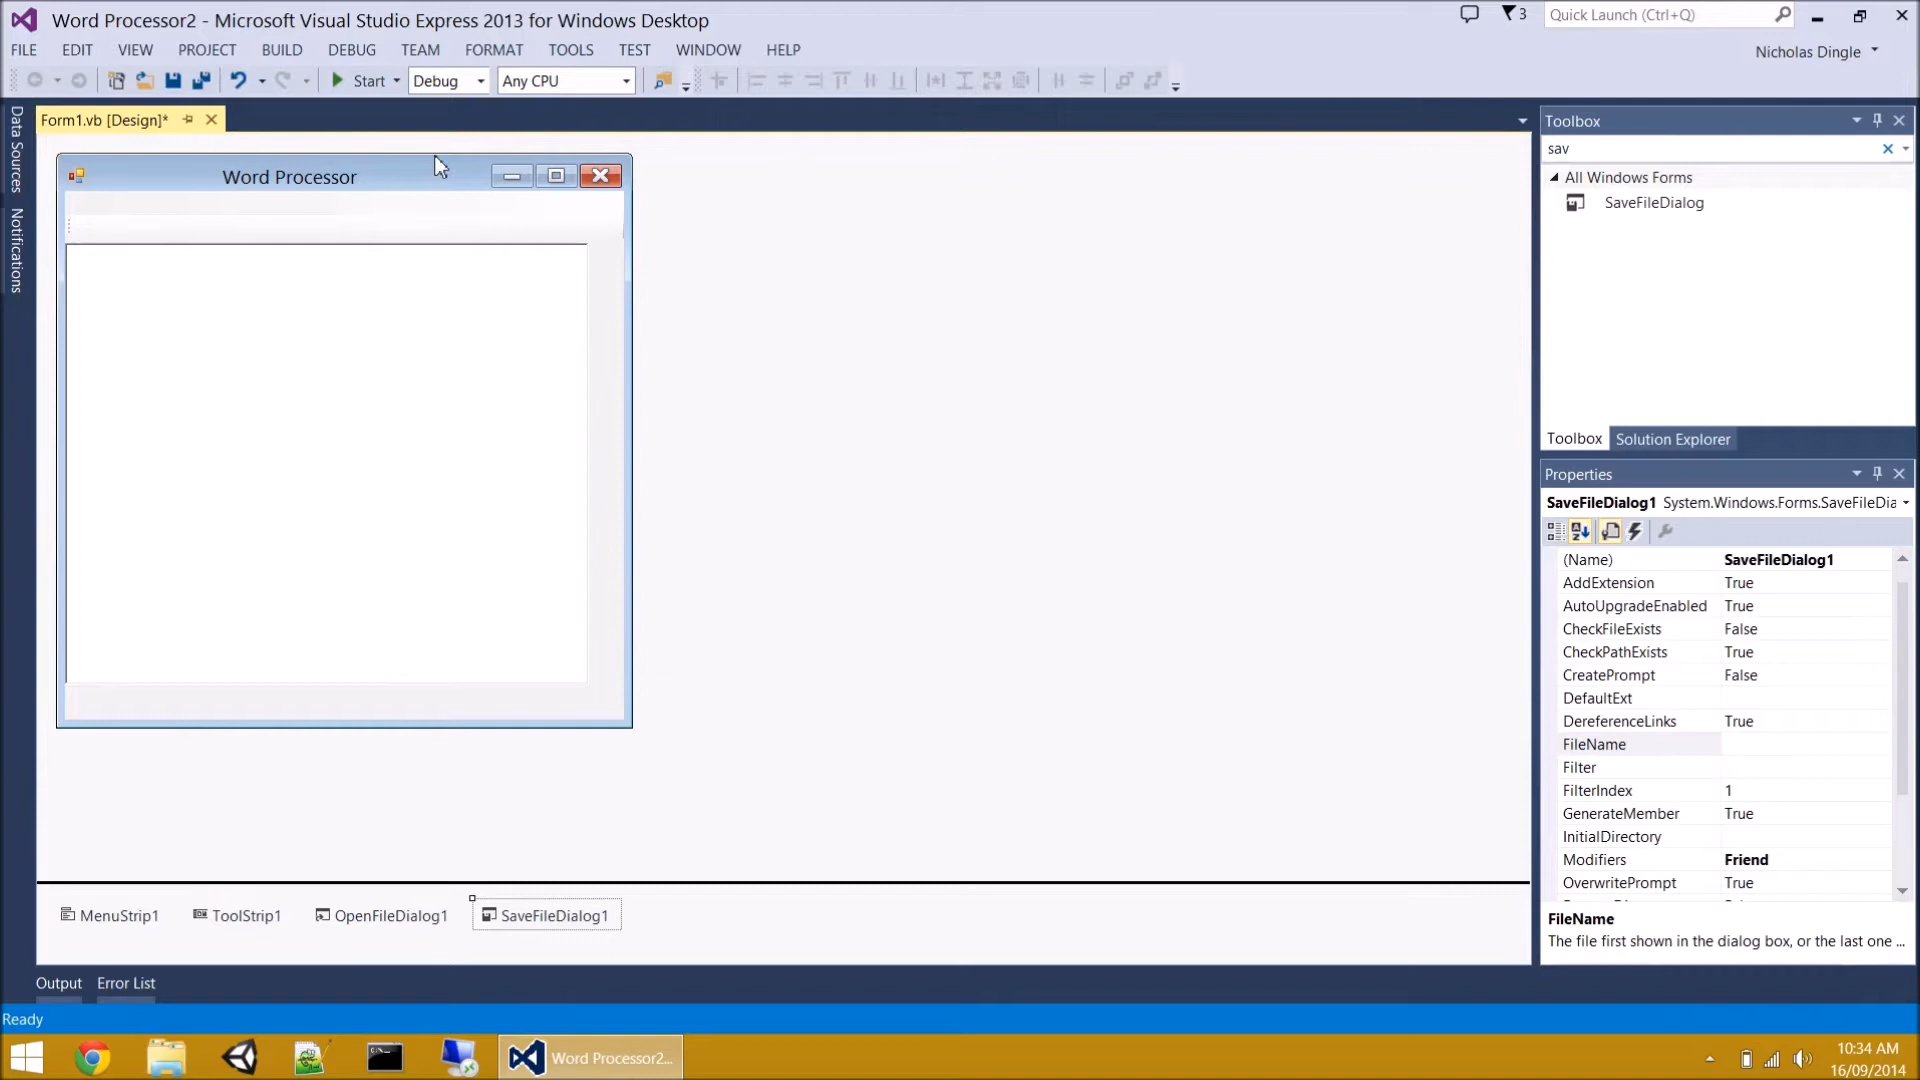 Word Processor2 - Microsoft Visual Studio Express 2013 for Windows Desktop
3
Quick Launch (Ctrl+Q)
FILE EDIT VIEW PROJECT BUILD DEBUG TEAM FORMAT TOOLS TEST WINDOW HELP
Nicholas Dingle
Start Debug Any CPU
Data Sources
Notifications
Form1.vb [Design]*
Word Processor
Toolbox
sav
All Windows Forms
SaveFileDialog
Toolbox Solution Explorer
Properties
SaveFileDialog1 System.Windows.Forms.SaveFileDia
(Name) SaveFileDialog1
AddExtension True
AutoUpgradeEnabled True
CheckFileExists False
CheckPathExists True
CreatePrompt False
DefaultExt
DereferenceLinks True
FileName
Filter
FilterIndex 1
GenerateMember True
InitialDirectory
Modifiers Friend
OverwritePrompt True
FileName
The file first shown in the dialog box, or the last one ...
MenuStrip1 ToolStrip1 OpenFileDialog1 SaveFileDialog1
Output Error List
Ready
Word Processor2...
10:34 AM
16/09/2014